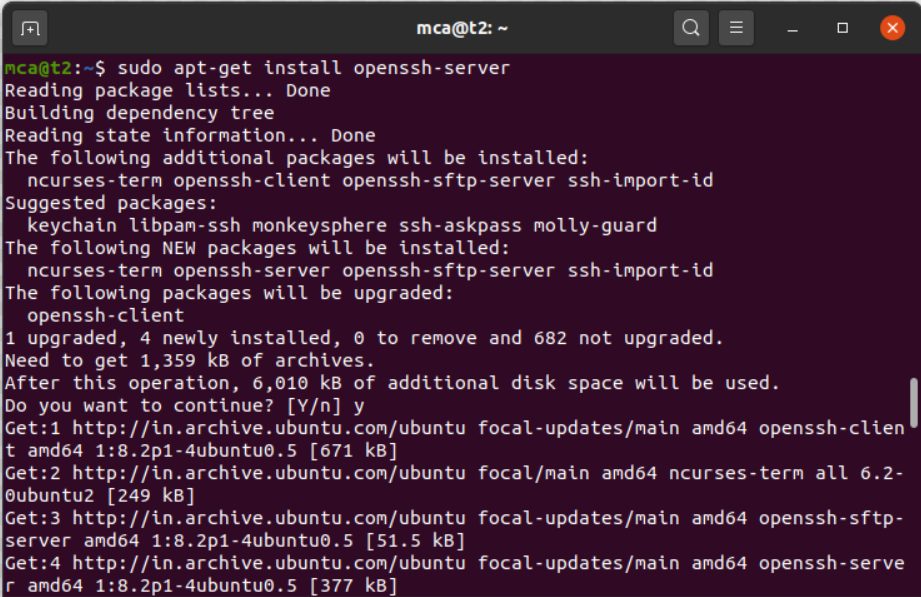 mca@t2: ~
mca@t2:~$ sudo apt-get install openssh-server
Reading package lists... Done
Building dependency tree
Reading state information... Done
The following additional packages will be installed:
  ncurses-term openssh-client openssh-sftp-server ssh-import-id
Suggested packages:
  keychain libpam-ssh monkeysphere ssh-askpass molly-guard
The following NEW packages will be installed:
  ncurses-term openssh-server openssh-sftp-server ssh-import-id
The following packages will be upgraded:
  openssh-client
1 upgraded, 4 newly installed, 0 to remove and 682 not upgraded.
Need to get 1,359 kB of archives.
After this operation, 6,010 kB of additional disk space will be used.
Do you want to continue? [Y/n] y
Get:1 http://in.archive.ubuntu.com/ubuntu focal-updates/main amd64 openssh-clien
t amd64 1:8.2p1-4ubuntu0.5 [671 kB]
Get:2 http://in.archive.ubuntu.com/ubuntu focal/main amd64 ncurses-term all 6.2-
0ubuntu2 [249 kB]
Get:3 http://in.archive.ubuntu.com/ubuntu focal-updates/main amd64 openssh-sftp-
server amd64 1:8.2p1-4ubuntu0.5 [51.5 kB]
Get:4 http://in.archive.ubuntu.com/ubuntu focal-updates/main amd64 openssh-serve
r amd64 1:8.2p1-4ubuntu0.5 [377 kB]